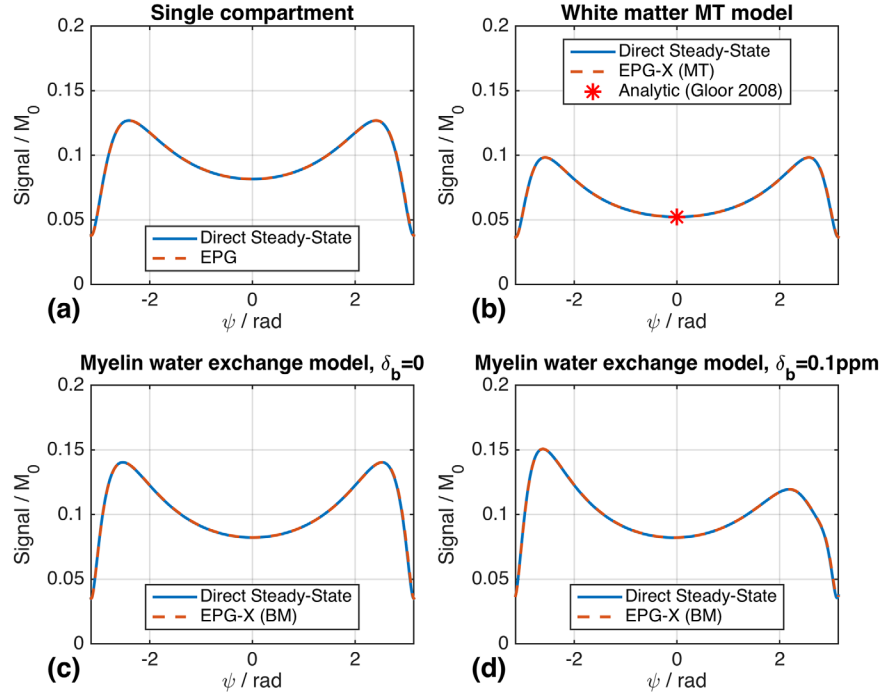 Single compartment
Signal / M0
0.2
0.15
0.1
0.05
0
Direct Steady-State
EPG
-2
0
2
ψ / rad
(a)
White matter MT model
Signal / M0
0.2
0.15
0.1
0.05
0
Direct Steady-State
EPG-X (MT)
Analytic (Gloor 2008)
-2
0
2
ψ / rad
(b)
Myelin water exchange model, δb=0
Signal / M0
0.2
0.15
0.1
0.05
0
Direct Steady-State
EPG-X (BM)
-2
0
2
ψ / rad
(c)
Myelin water exchange model, δb=0.1ppm
Signal / M0
0.2
0.15
0.1
0.05
0
Direct Steady-State
EPG-X (BM)
-2
0
2
ψ / rad
(d)